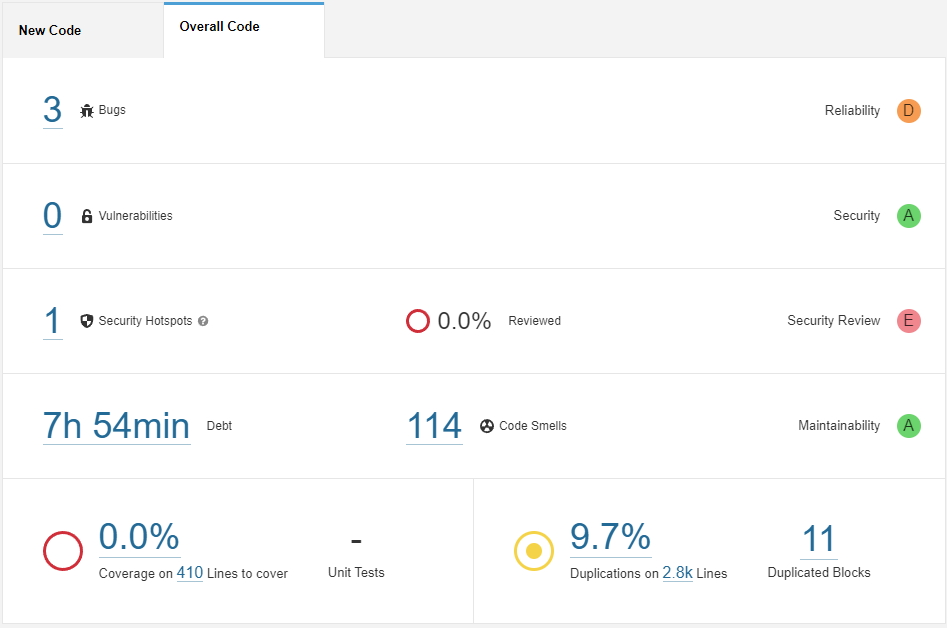 New Code
Overall Code
3 Bugs
Reliability D
0 Vulnerabilities
Security A
1 Security Hotspots ?
0.0% Reviewed
Security Review E
7h 54min Debt
114 Code Smells
Maintainability A
0.0%
Coverage on 410 Lines to cover
-
Unit Tests
9.7%
Duplications on 2.8k Lines
11
Duplicated Blocks